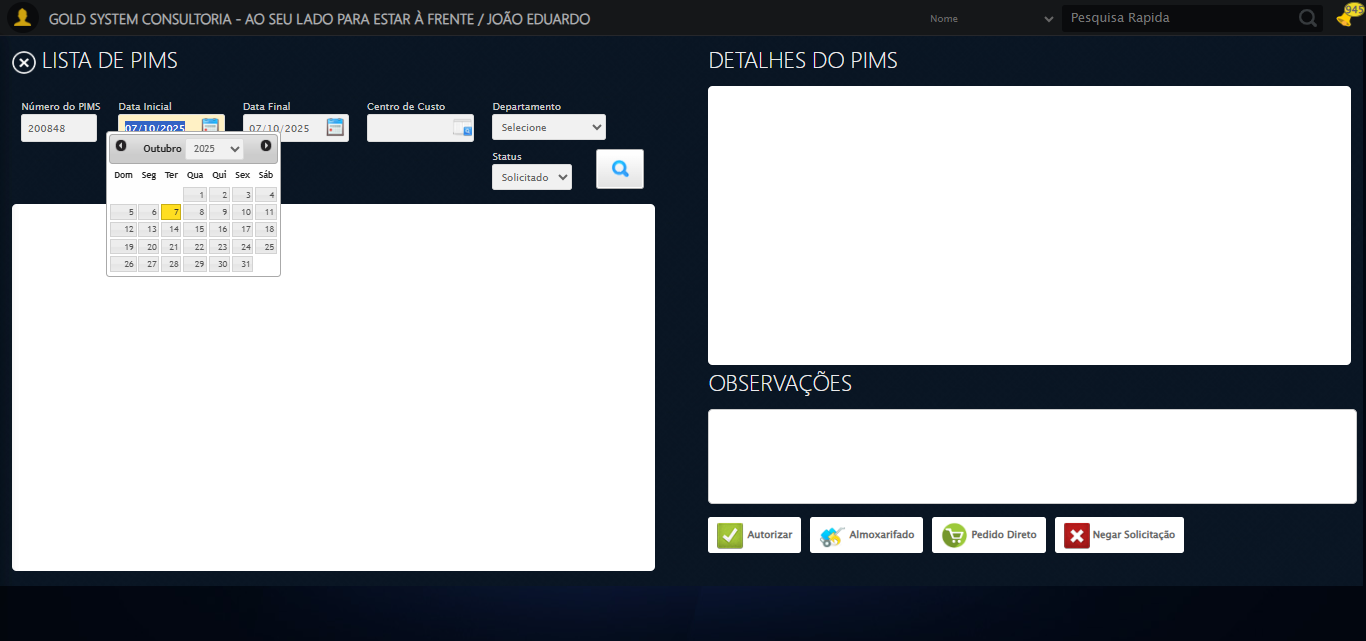 GOLD SYSTEM CONSULTORIA - AO SEU LADO PARA ESTAR À FRENTE / JOÃO EDUARDO
Nome
Pesquisa Rapida
945
LISTA DE PIMS
Número do PIMS
Data Inicial
Data Final
Centro de Custo
Departamento
200848
07/10/2025
07/10/2025
Selecione
Status
Solicitado
Outubro 2025
Dom Seg Ter Qua Qui Sex Sáb
1 2 3 4
5 6 7 8 9 10 11
12 13 14 15 16 17 18
19 20 21 22 23 24 25
26 27 28 29 30 31
DETALHES DO PIMS
OBSERVAÇÕES
Autorizar
Almoxarifado
Pedido Direto
Negar Solicitação